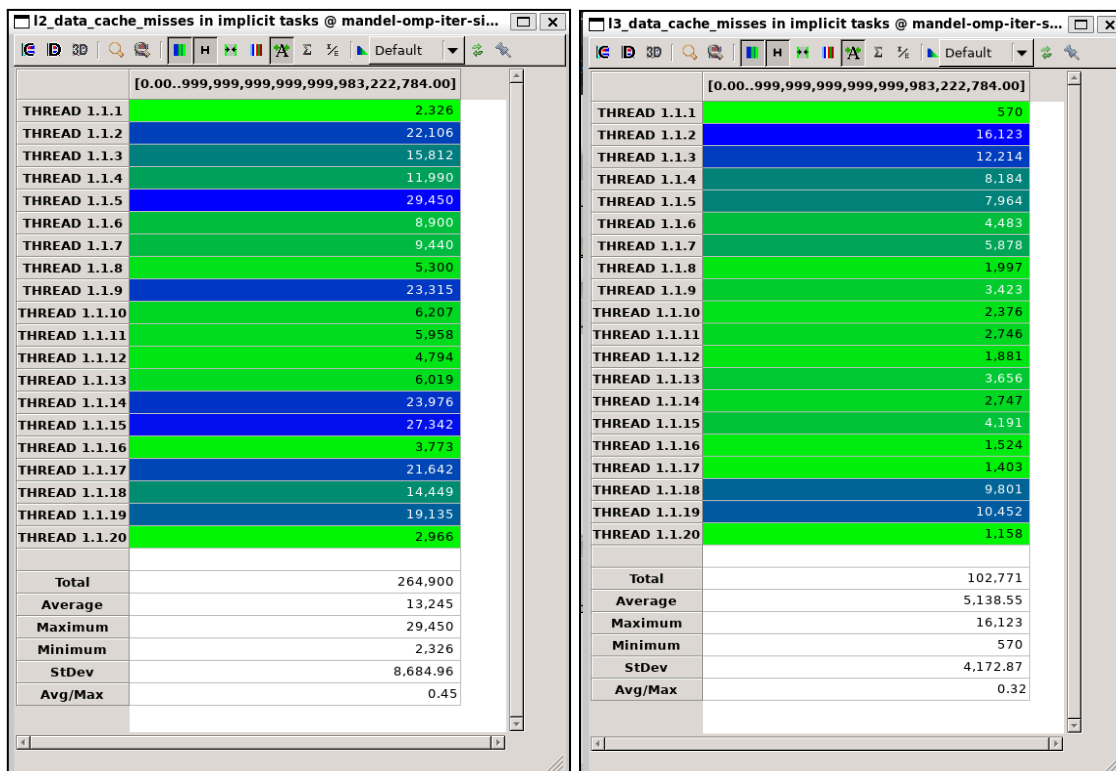 l2_data_cache_misses in implicit tasks @ mandel-omp-iter-si...
IC ID 3D H Σ Default
[0.00..999,999,999,999,999,983,222,784.00]
THREAD 1.1.1 2,326
THREAD 1.1.2 22,106
THREAD 1.1.3 15,812
THREAD 1.1.4 11,990
THREAD 1.1.5 29,450
THREAD 1.1.6 8,900
THREAD 1.1.7 9,440
THREAD 1.1.8 5,300
THREAD 1.1.9 23,315
THREAD 1.1.10 6,207
THREAD 1.1.11 5,958
THREAD 1.1.12 4,794
THREAD 1.1.13 6,019
THREAD 1.1.14 23,976
THREAD 1.1.15 27,342
THREAD 1.1.16 3,773
THREAD 1.1.17 21,642
THREAD 1.1.18 14,449
THREAD 1.1.19 19,135
THREAD 1.1.20 2,966
Total 264,900
Average 13,245
Maximum 29,450
Minimum 2,326
StDev 8,684.96
Avg/Max 0.45
l3_data_cache_misses in implicit tasks @ mandel-omp-iter-s...
IC ID 3D H Σ Default
[0.00..999,999,999,999,999,983,222,784.00]
THREAD 1.1.1 570
THREAD 1.1.2 16,123
THREAD 1.1.3 12,214
THREAD 1.1.4 8,184
THREAD 1.1.5 7,964
THREAD 1.1.6 4,483
THREAD 1.1.7 5,878
THREAD 1.1.8 1,997
THREAD 1.1.9 3,423
THREAD 1.1.10 2,376
THREAD 1.1.11 2,746
THREAD 1.1.12 1,881
THREAD 1.1.13 3,656
THREAD 1.1.14 2,747
THREAD 1.1.15 4,191
THREAD 1.1.16 1,524
THREAD 1.1.17 1,403
THREAD 1.1.18 9,801
THREAD 1.1.19 10,452
THREAD 1.1.20 1,158
Total 102,771
Average 5,138.55
Maximum 16,123
Minimum 570
StDev 4,172.87
Avg/Max 0.32